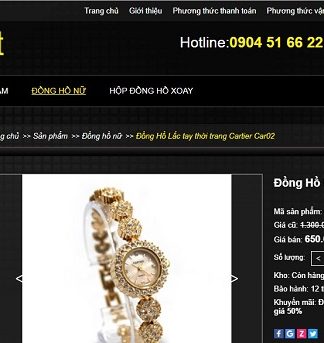 Trang chủ Giới thiệu Phương thức thanh toán Phương thức vận
t Hotline:0904 51 66 22
AM ĐỒNG HỒ NỮ HỘP ĐỒNG HỒ XOAY
g chủ >> Sản phẩm >> Đồng hồ nữ >> Đồng Hồ Lắc tay thời trang Cartier Car02
Đồng Hồ
Mã sản phẩm:
Giá cũ: 1.300.0
Giá bán: 650.
Số lượng: <
Kho: Còn hàng
Bảo hành: 12 t
Khuyến mãi: Đ
giá 50%
< >